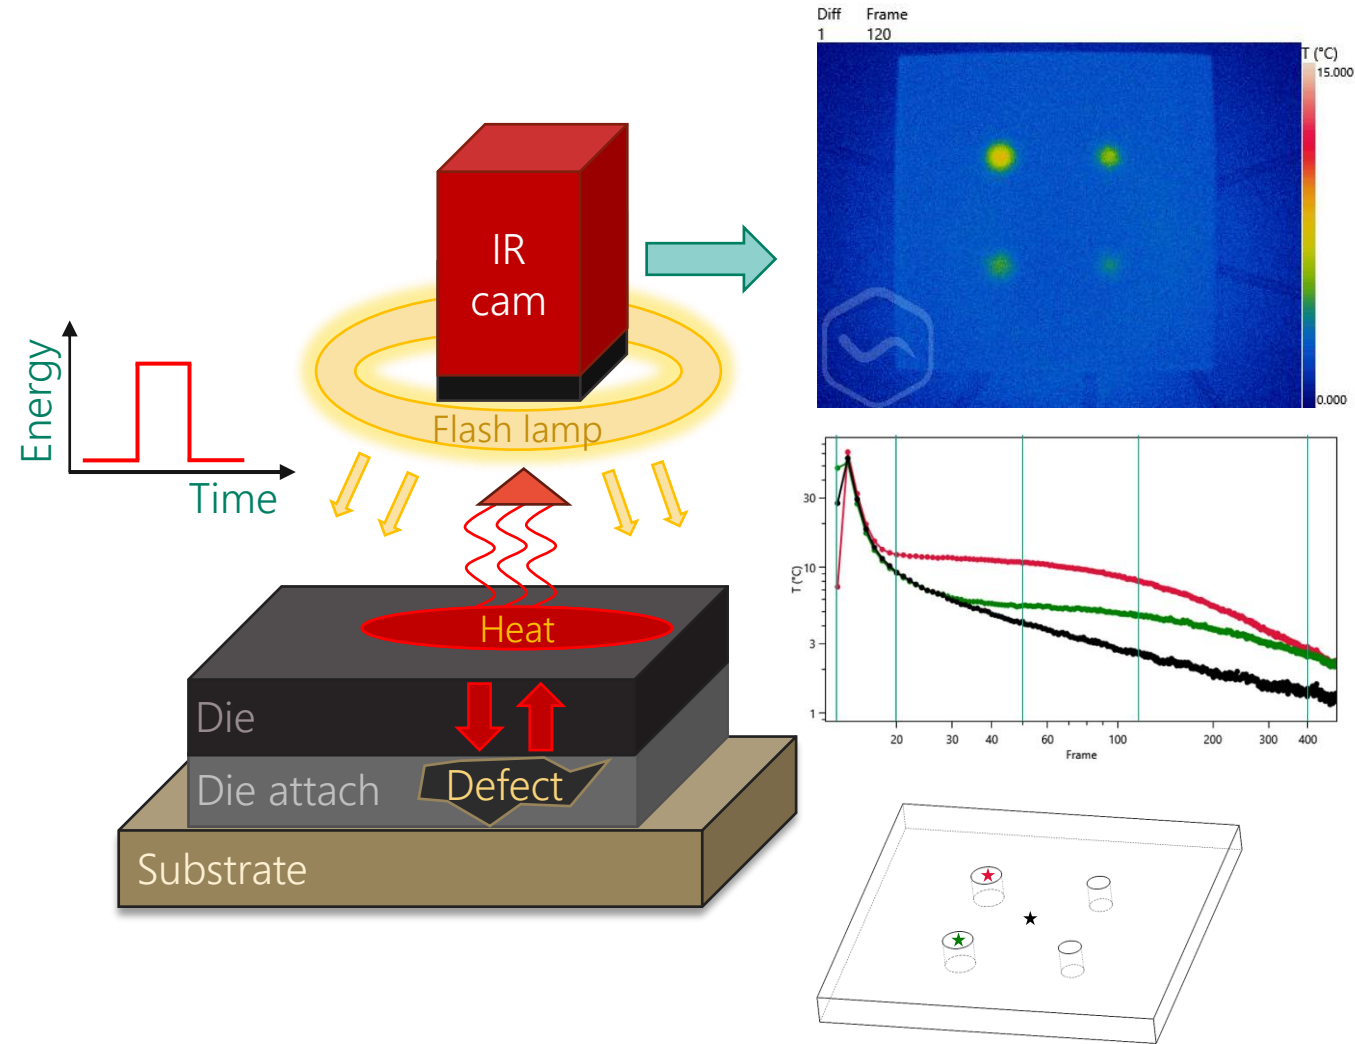 Diff Frame
1 120
T (°C)
15.000
0.000
IR
cam
Flash lamp
Energy
Time
Heat
Die
Die attach
Defect
Substrate
T (°C)
30
10
3
1
20 30 40 60 100 200 300 400
Frame